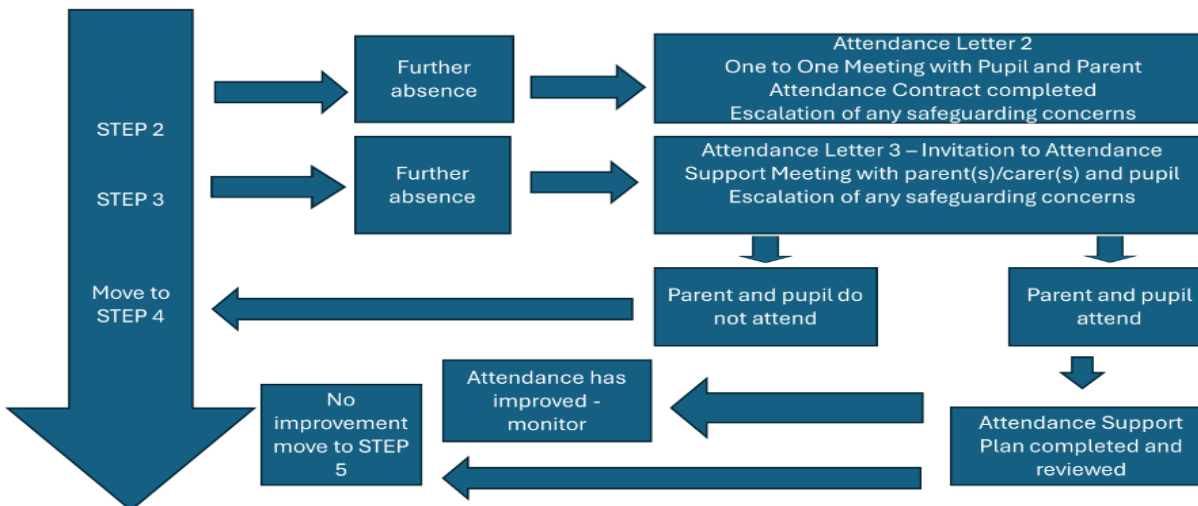 STEP 2
Further
absence
Attendance Letter 2
One to One Meeting with Pupil and Parent
Attendance Contract completed
Escalation of any safeguarding concerns
STEP 3
Further
absence
Attendance Letter 3 – Invitation to Attendance
Support Meeting with parent(s)/carer(s) and pupil
Escalation of any safeguarding concerns
Move to
STEP 4
Parent and pupil do
not attend
Parent and pupil
attend
No
improvement
move to STEP
5
Attendance has
improved -
monitor
Attendance Support
Plan completed and
reviewed